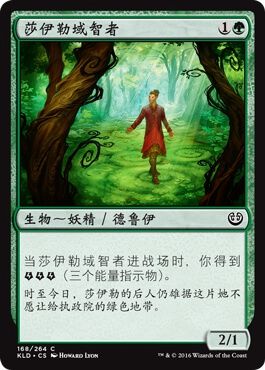 莎伊勒域智者 1
生物～妖精／德鲁伊
当莎伊勒域智者进战场时，你得到
（三个能量指示物）。
时至今日，莎伊勒的后人仍雄据这片她不
愿让给执政院的绿色地带。
2/1
168/264 C
KLD • CS Howard Lyon
™ & © 2016 Wizards of the Coast